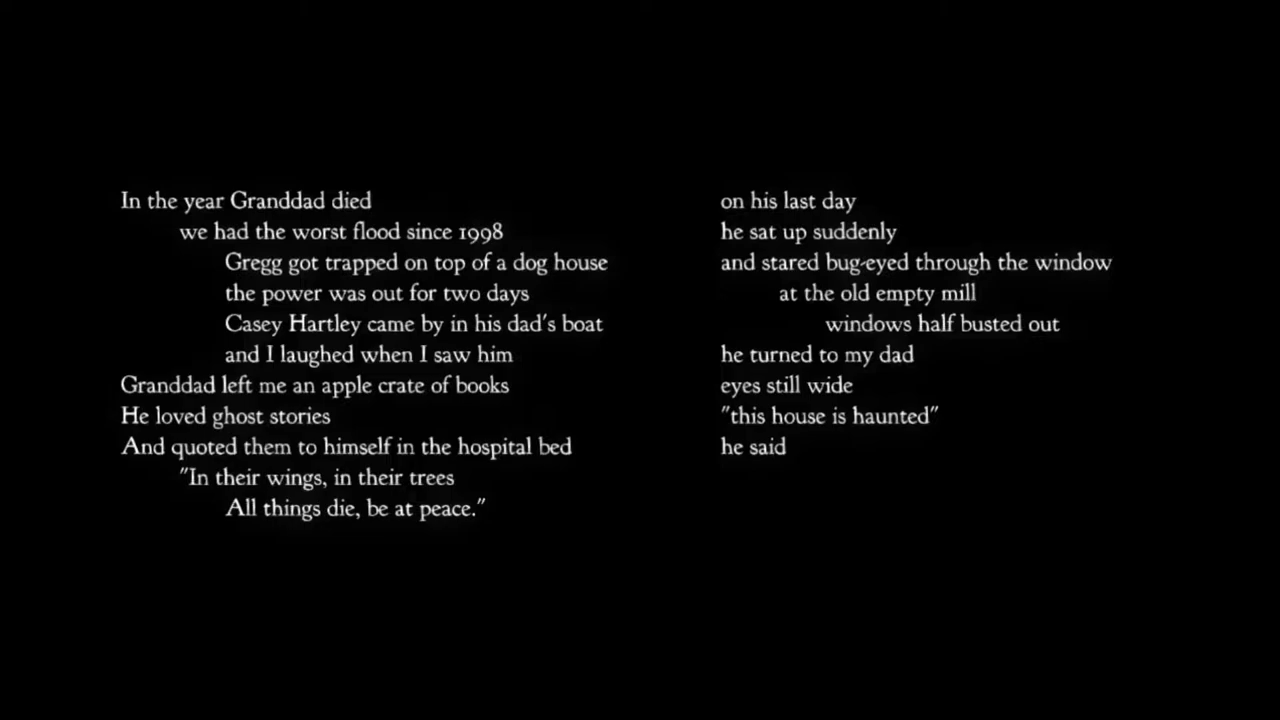 In the year Granddad died
we had the worst flood since 1998
Gregg got trapped on top of a dog house
the power was out for two days
Casey Hartley came by in his dad's boat
and I laughed when I saw him
Granddad left me an apple crate of books
He loved ghost stories
And quoted them to himself in the hospital bed
"In their wings, in their trees
All things die, be at peace."
on his last day
he sat up suddenly
and stared bug-eyed through the window
at the old empty mill
windows half busted out
he turned to my dad
eyes still wide
"this house is haunted"
he said